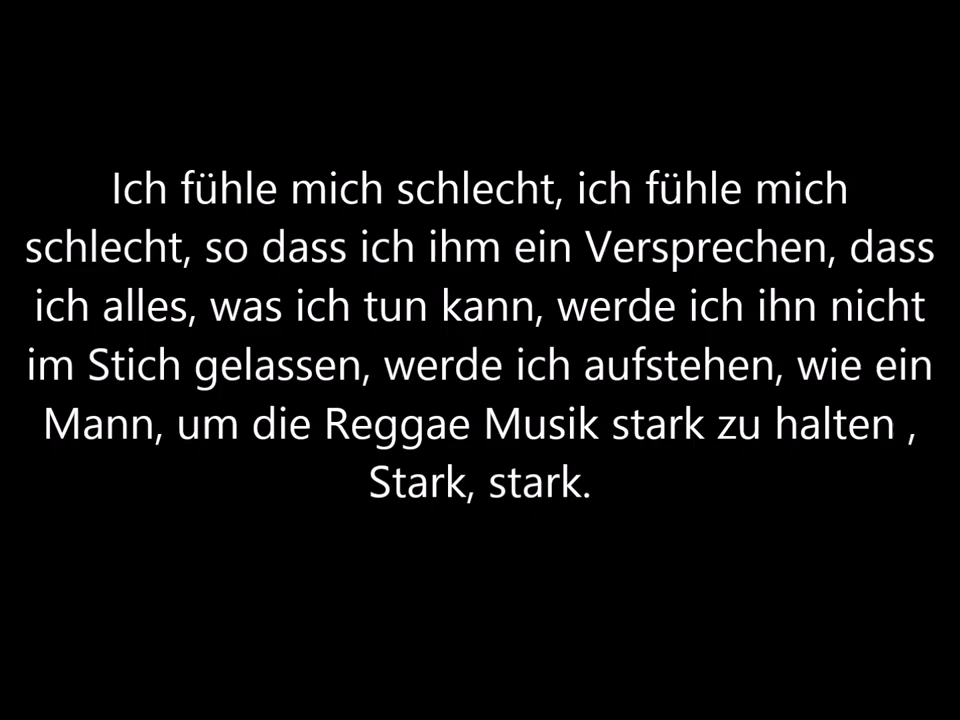 Ich fühle mich schlecht, ich fühle mich
schlecht, so dass ich ihm ein Versprechen, dass
ich alles, was ich tun kann, werde ich ihn nicht
im Stich gelassen, werde ich aufstehen, wie ein
Mann, um die Reggae Musik stark zu halten ,
Stark, stark.